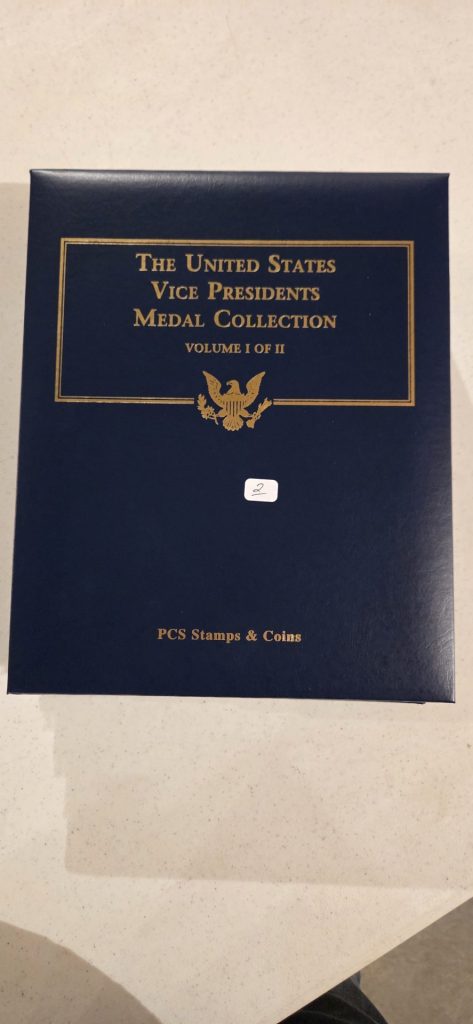 THE UNITED STATES
VICE PRESIDENTS
MEDAL COLLECTION
VOLUME I OF II
2
PCS Stamps & Coins